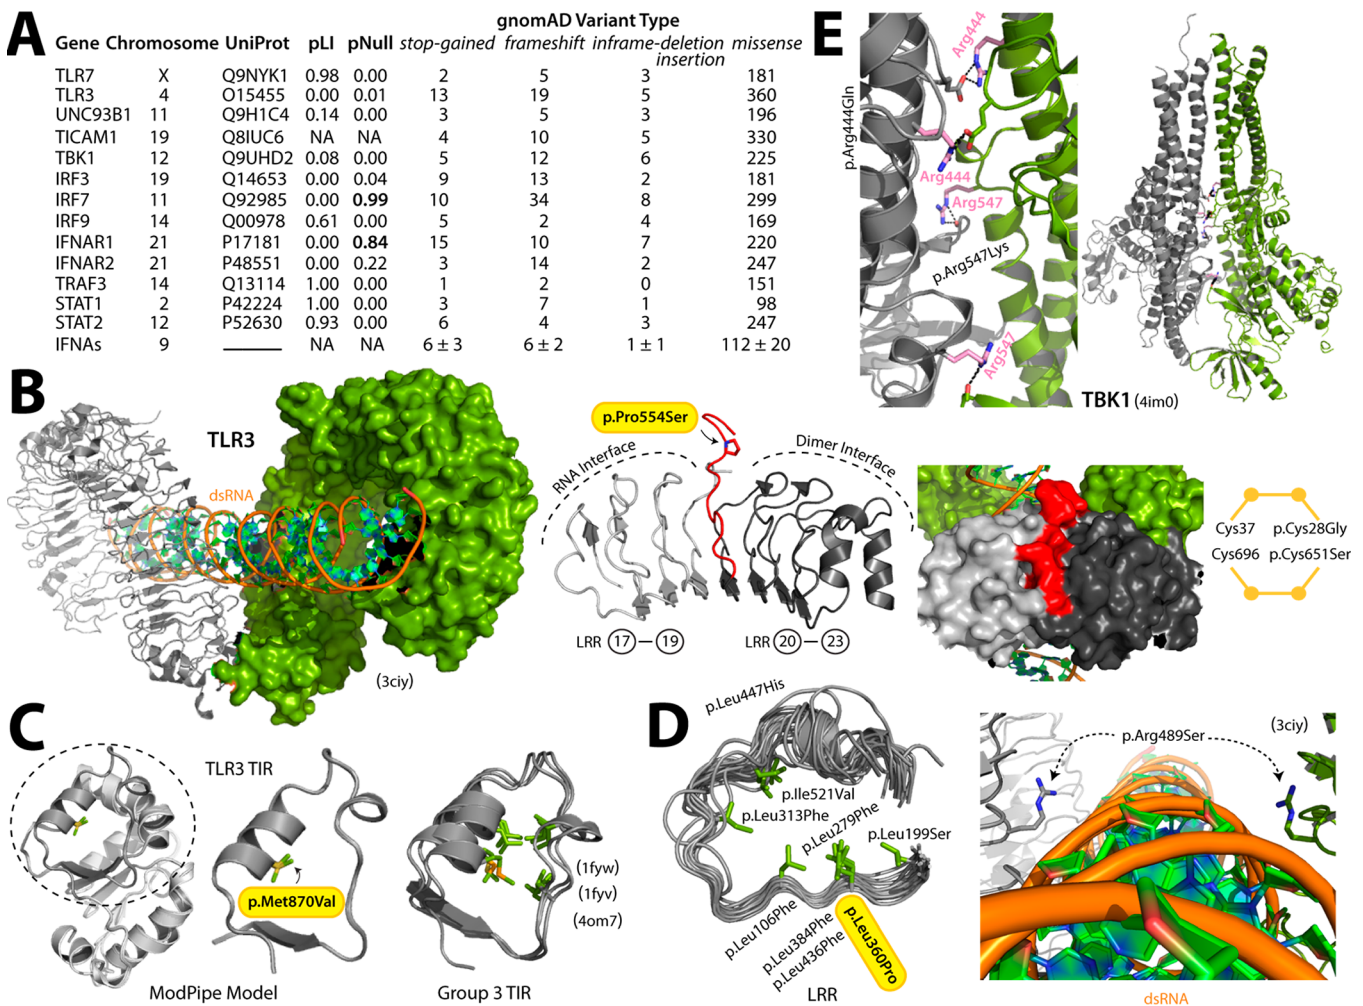 A
gnomAD Variant Type
Gene Chromosome UniProt pLI pNull stop-gained frameshift inframe-deletion missense
insertion
TLR7 X Q9NYK1 0.98 0.00 2 5 3 181
TLR3 4 O15455 0.00 0.01 13 19 5 360
UNC93B1 11 Q9H1C4 0.14 0.00 3 5 3 196
TICAM1 19 Q8IUC6 NA NA 4 10 5 330
TBK1 12 Q9UHD2 0.08 0.00 5 12 6 225
IRF3 19 Q14653 0.00 0.04 9 13 2 181
IRF7 11 Q92985 0.00 0.99 10 34 8 299
IRF9 14 Q00978 0.61 0.00 5 2 4 169
IFNAR1 21 P17181 0.00 0.84 15 10 7 220
IFNAR2 21 P48551 0.00 0.22 3 14 2 247
TRAF3 14 Q13114 1.00 0.00 1 2 0 151
STAT1 2 P42224 1.00 0.00 3 7 1 98
STAT2 12 P52630 0.93 0.00 6 4 3 247
IFNAs 9 NA NA 6 ± 3 6 ± 2 1 ± 1 112 ± 20
E
p.Arg444Gln
Arg444
Arg444
Arg547
p.Arg547Lys
Arg547
TBK1 (4im0)
B
TLR3
dsRNA
(3ciy)
p.Pro554Ser
RNA Interface
Dimer Interface
LRR 17 — 19
LRR 20 — 23
Cys37 p.Cys28Gly
Cys696 p.Cys651Ser
C
TLR3 TIR
p.Met870Val
ModPipe Model
(1fyw)
(1fyv)
(4om7)
Group 3 TIR
D
p.Leu447His
p.Ile521Val
p.Leu313Phe
p.Leu279Phe
p.Leu199Ser
p.Leu106Phe
p.Leu384Phe
p.Leu436Phe
p.Leu360Pro
LRR
(3ciy)
p.Arg489Ser
dsRNA